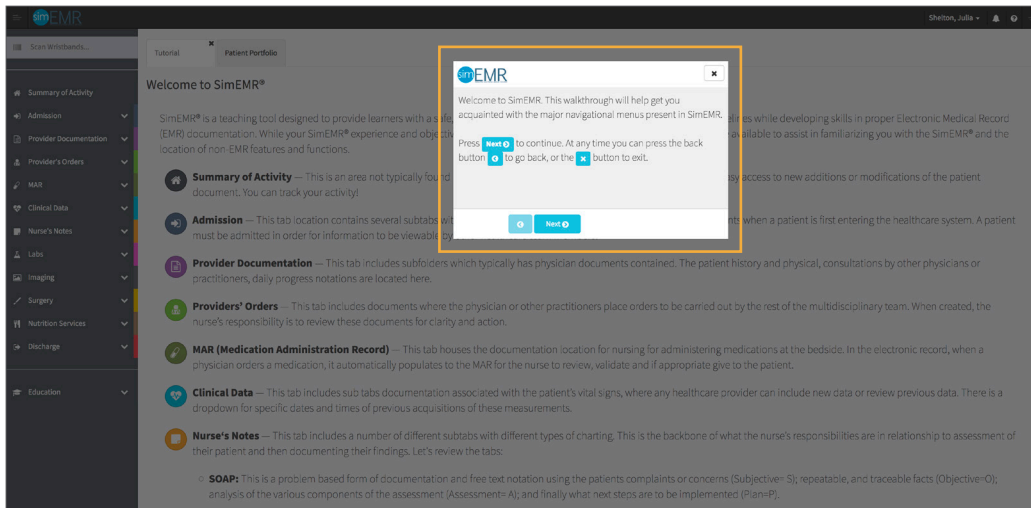 simEMR
Shelton, Julia
Scan Wristbands...
Tutorial
Patient Portfolio
Summary of Activity
Admission
Provider Documentation
Provider's Orders
MAR
Clinical Data
Nurse's Notes
Labs
Imaging
Surgery
Nutrition Services
Discharge
Education
simEMR
Welcome to SimEMR. This walkthrough will help get you
acquainted with the major navigational menus present in SimEMR.
Press Next to continue. At any time you can press the back
button to go back, or the x button to exit.
Next
Welcome to SimEMR®
SimEMR® is a teaching tool designed to provide learners with a safe, lines while developing skills in proper Electronic Medical Record
(EMR) documentation. While your SimEMR® experience and objec available to assist in familiarizing you with the SimEMR® and the
location of non-EMR features and functions.
Summary of Activity — This is an area not typically found sy access to new additions or modifications of the patient
document. You can track your activity!
Admission — This tab location contains several subtabs wit ts when a patient is first entering the healthcare system. A patient
must be admitted in order for information to be viewable by
Provider Documentation — This tab includes subfolders which typically has physician documents contained. The patient history and physical, consultations by other physicians or
practitioners, daily progress notations are located here.
Providers' Orders — This tab includes documents where the physician or other practitioners place orders to be carried out by the rest of the multidisciplinary team. When created, the
nurse's responsibility is to review these documents for clarity and action.
MAR (Medication Administration Record) — This tab houses the documentation location for nursing for administering medications at the bedside. In the electronic record, when a
physician orders a medication, it automatically populates to the MAR for the nurse to review, validate and if appropriate give to the patient.
Clinical Data — This tab includes sub tabs documentation associated with the patient's vital signs, where any healthcare provider can include new data or review previous data. There is a
dropdown for specific dates and times of previous acquisitions of these measurements.
Nurse's Notes — This tab includes a number of different subtabs with different types of charting. This is the backbone of what the nurse's responsibilities are in relationship to assessment of
their patient and then documenting their findings. Let's review the tabs:
SOAP: This is a problem based form of documentation and free text notation using the patients complaints or concerns (Subjective= S); repeatable, and traceable facts (Objective=O);
analysis of the various components of the assessment (Assessment= A); and finally what next steps are to be implemented (Plan=P).